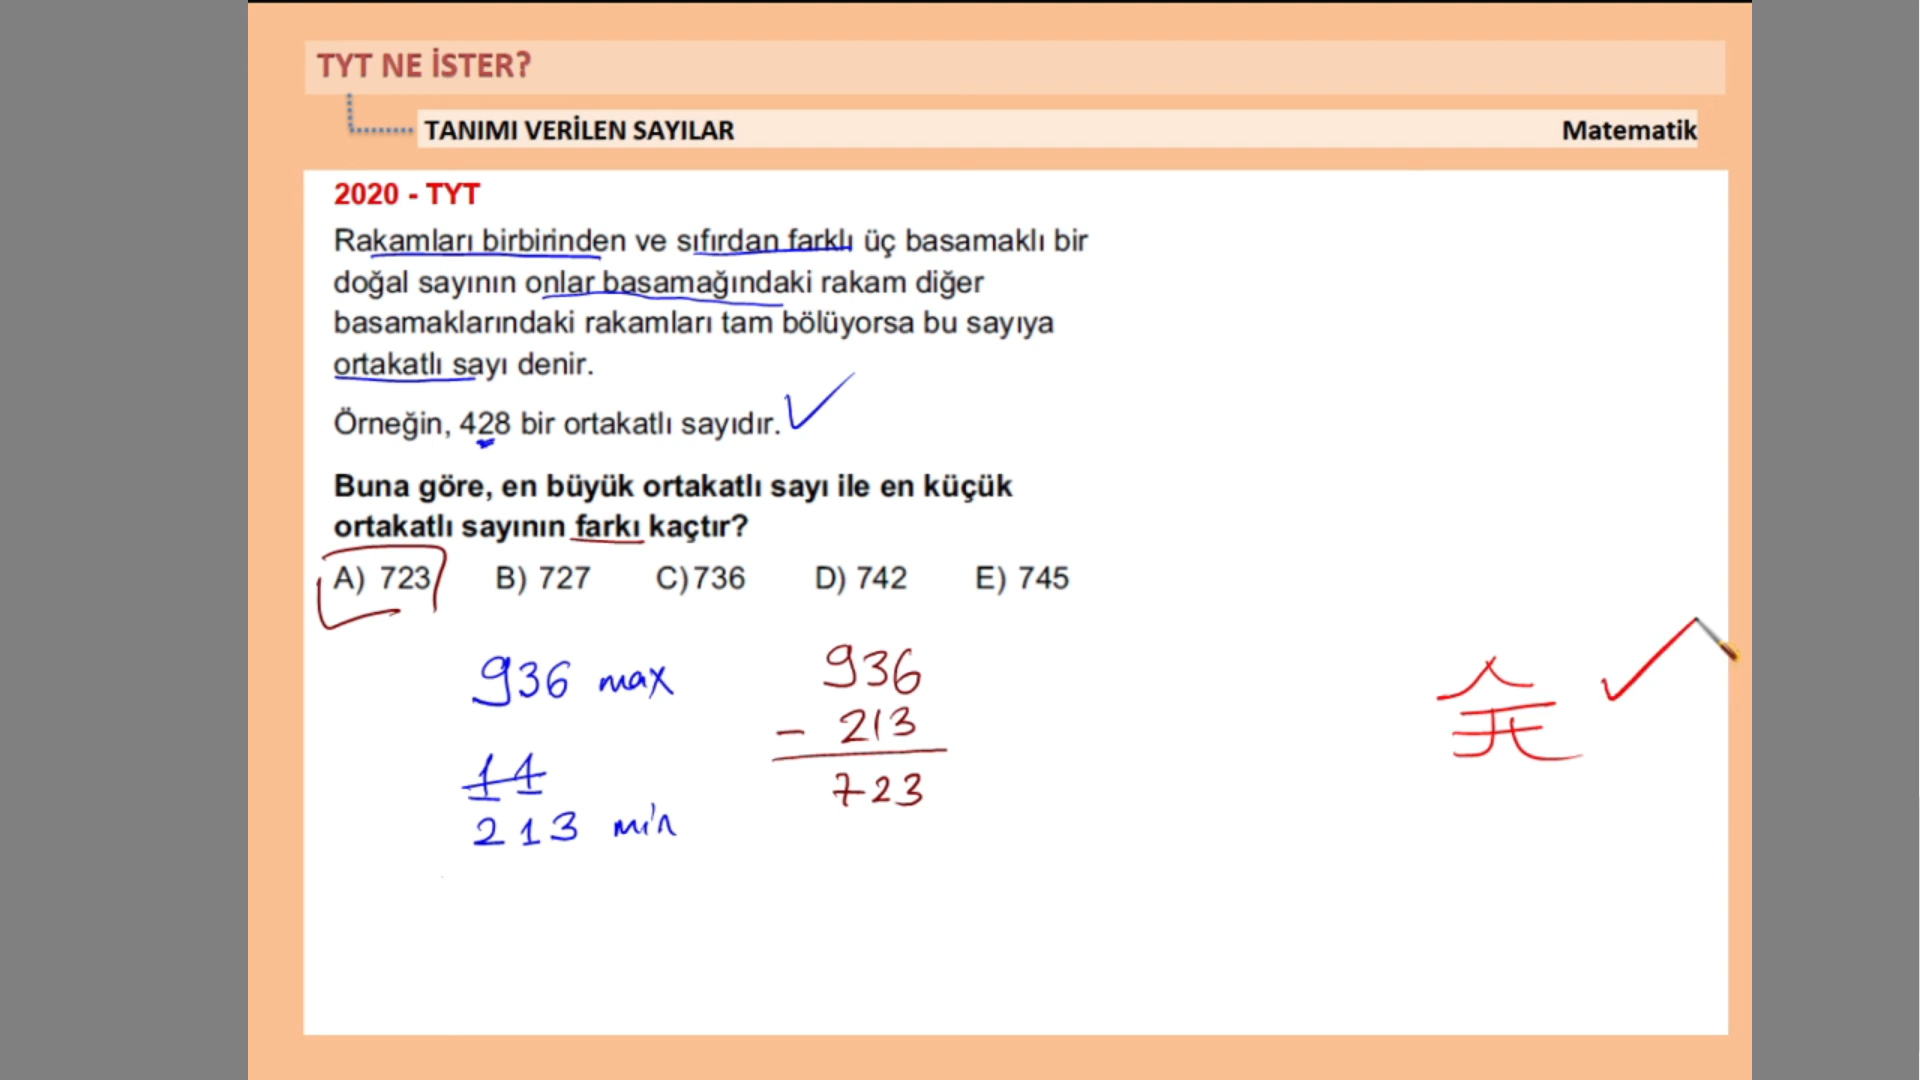 TYT NE İSTER?
TANIMI VERİLEN SAYILAR Matematik
2020 - TYT
Rakamları birbirinden ve sıfırdan farklı üç basamaklı bir
doğal sayının onlar basamağındaki rakam diğer
basamaklarındaki rakamları tam bölüyorsa bu sayıya
ortakatlı sayı denir.
Örneğin, 428 bir ortakatlı sayıdır.
Buna göre, en büyük ortakatlı sayı ile en küçük
ortakatlı sayının farkı kaçtır?
A) 723 B) 727 C)736 D) 742 E) 745
936 max
11
213 min
936
- 213
723